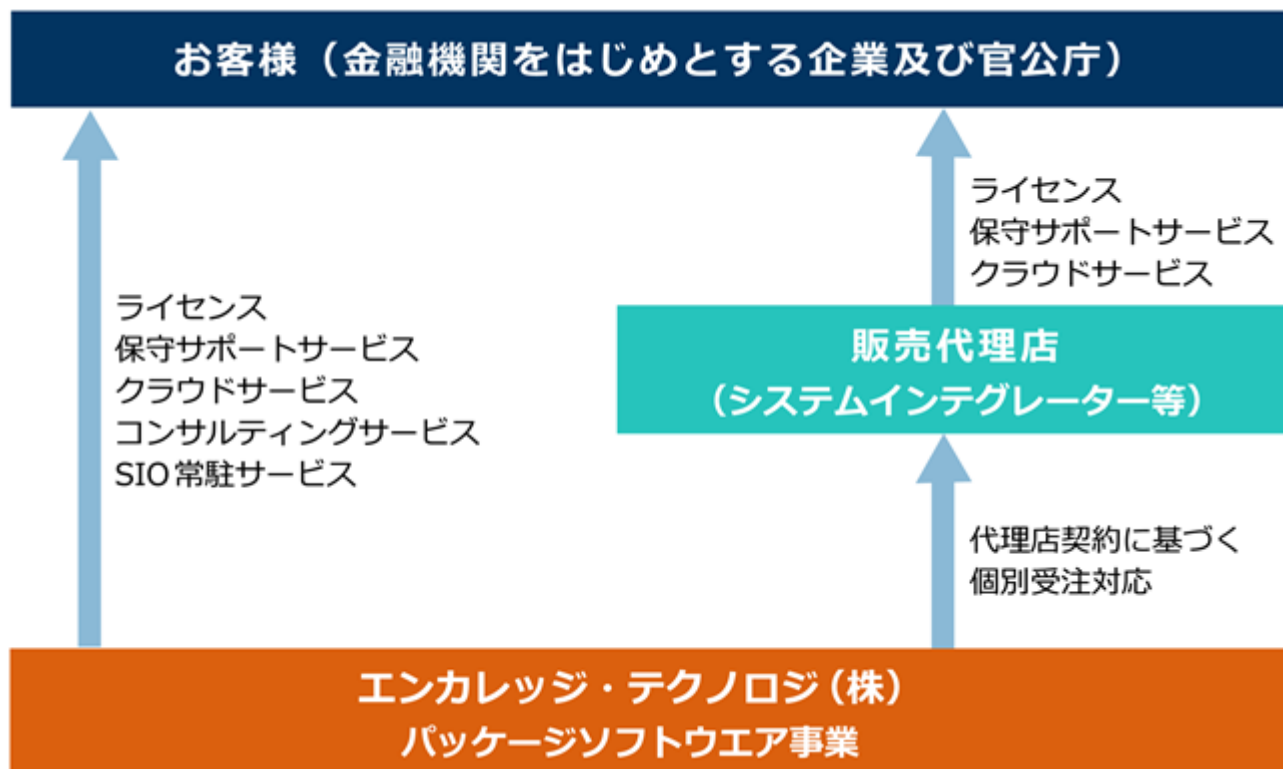 お客様（金融機関をはじめとする企業及び官公庁）
ライセンス
保守サポートサービス
クラウドサービス
コンサルティングサービス
SIO常駐サービス
ライセンス
保守サポートサービス
クラウドサービス
販売代理店
（システムインテグレーター等）
代理店契約に基づく
個別受注対応
エンカレッジ・テクノロジ（株）
パッケージソフトウエア事業